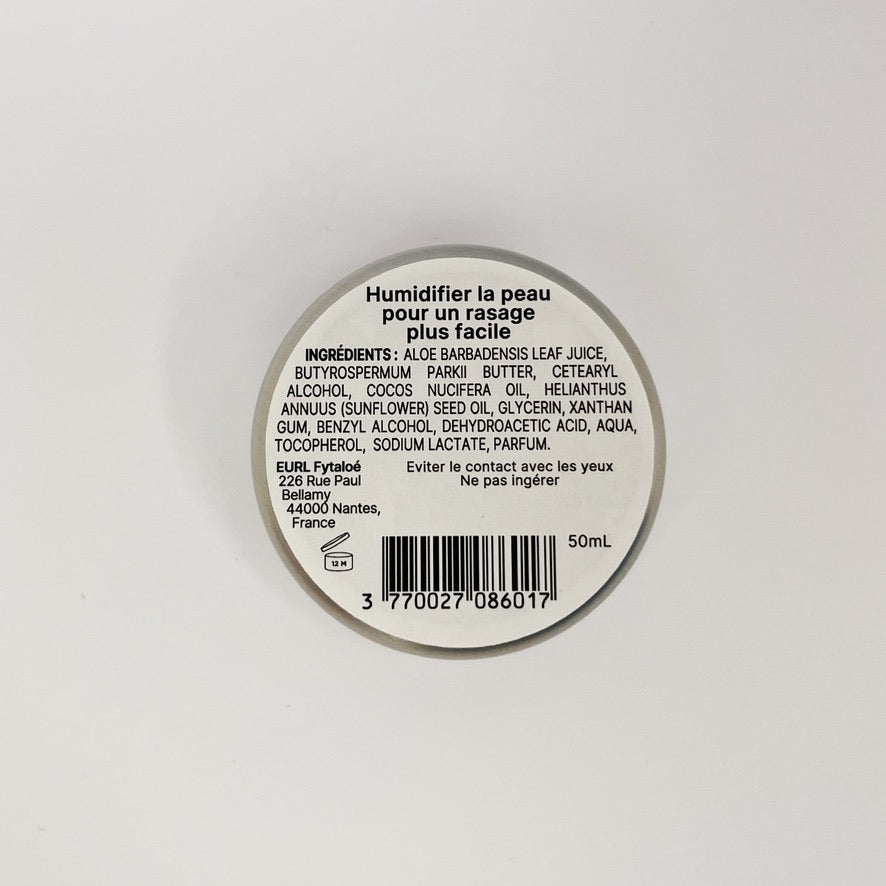 Humidifier la peau
pour un rasage
plus facile
INGRÉDIENTS : ALOE BARBADENSIS LEAF JUICE,
BUTYROSPERMUM PARKII BUTTER, CETEARYL
ALCOHOL, COCOS NUCIFERA OIL, HELIANTHUS
ANNUUS (SUNFLOWER) SEED OIL, GLYCERIN, XANTHAN
GUM, BENZYL ALCOHOL, DEHYDROACETIC ACID, AQUA,
TOCOPHEROL, SODIUM LACTATE, PARFUM.
EURL Fytaloé
226 Rue Paul
Bellamy
44000 Nantes,
France
Eviter le contact avec les yeux
Ne pas ingérer
12 M
50mL
3 770027 086017